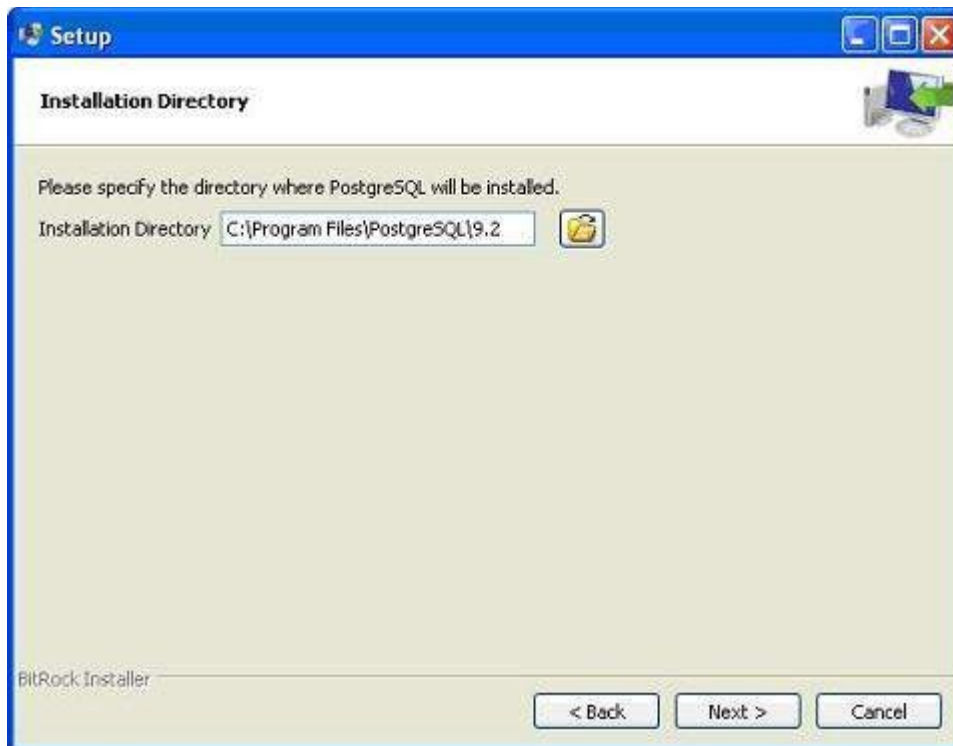 Setup
Installation Directory
Please specify the directory where PostgreSQL will be installed.
Installation Directory C:\Program Files\PostgreSQL\9.2
BitRock Installer
< Back Next > Cancel